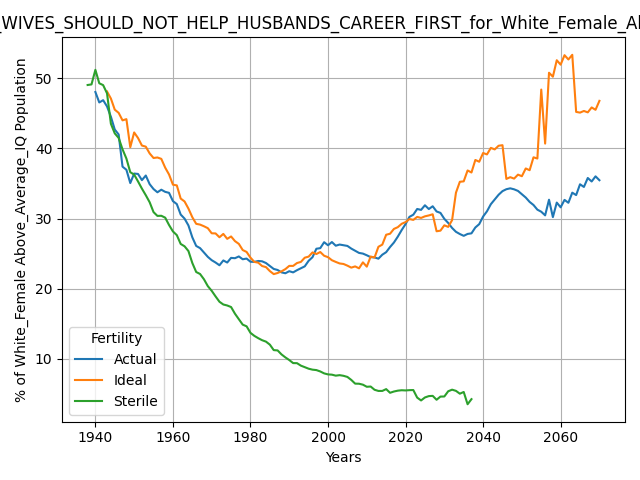 _WIVES_SHOULD_NOT_HELP_HUSBANDS_CAREER_FIRST_for_White_Female_A
% of White_Female Above_Average_IQ Population
50
40
30
20
10
Fertility
Actual
Ideal
Sterile
1940 1960 1980 2000 2020 2040 2060
Years